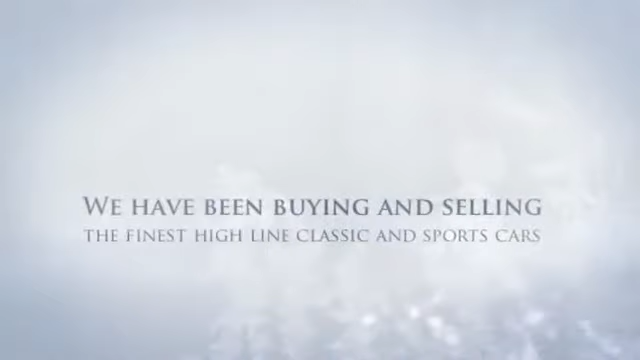 We have been buying and selling
the finest high line classic and sports cars